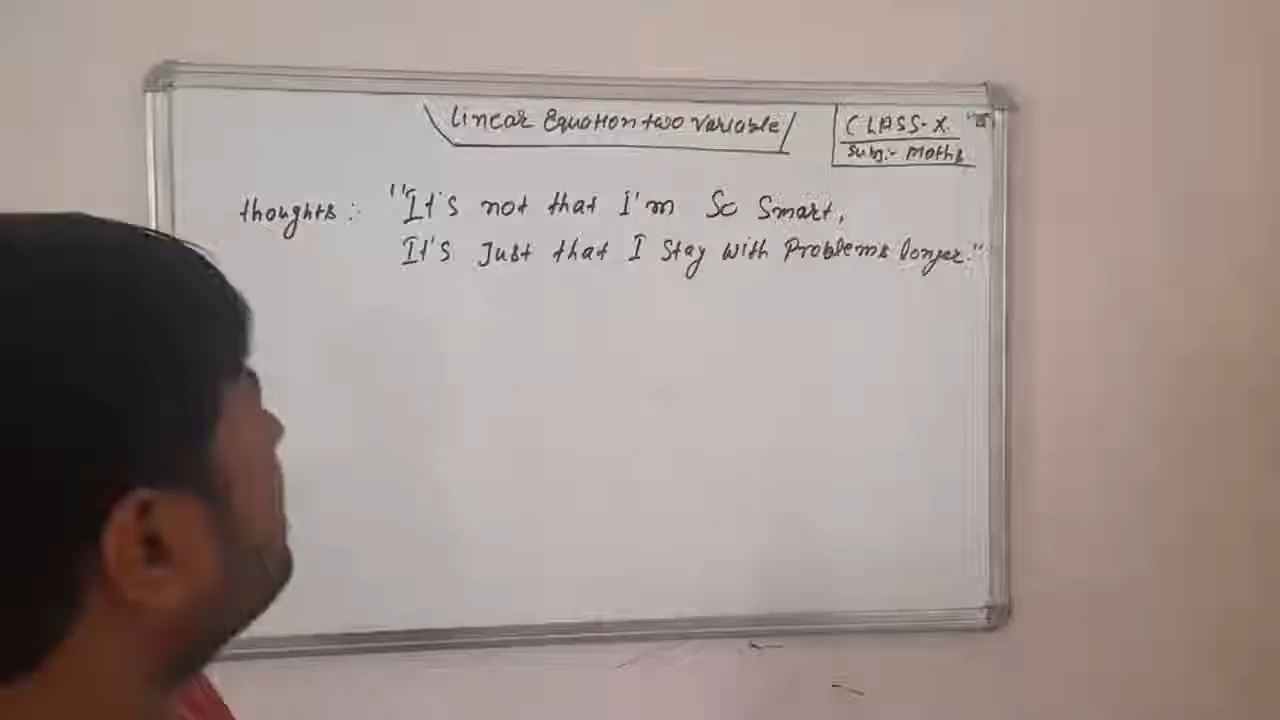 Linear Equation two variable
CLASS-X "th"
Sub:- Maths
thoughts:- "It's not that I'm So Smart,
It's Just that I Stay with Problems longer."